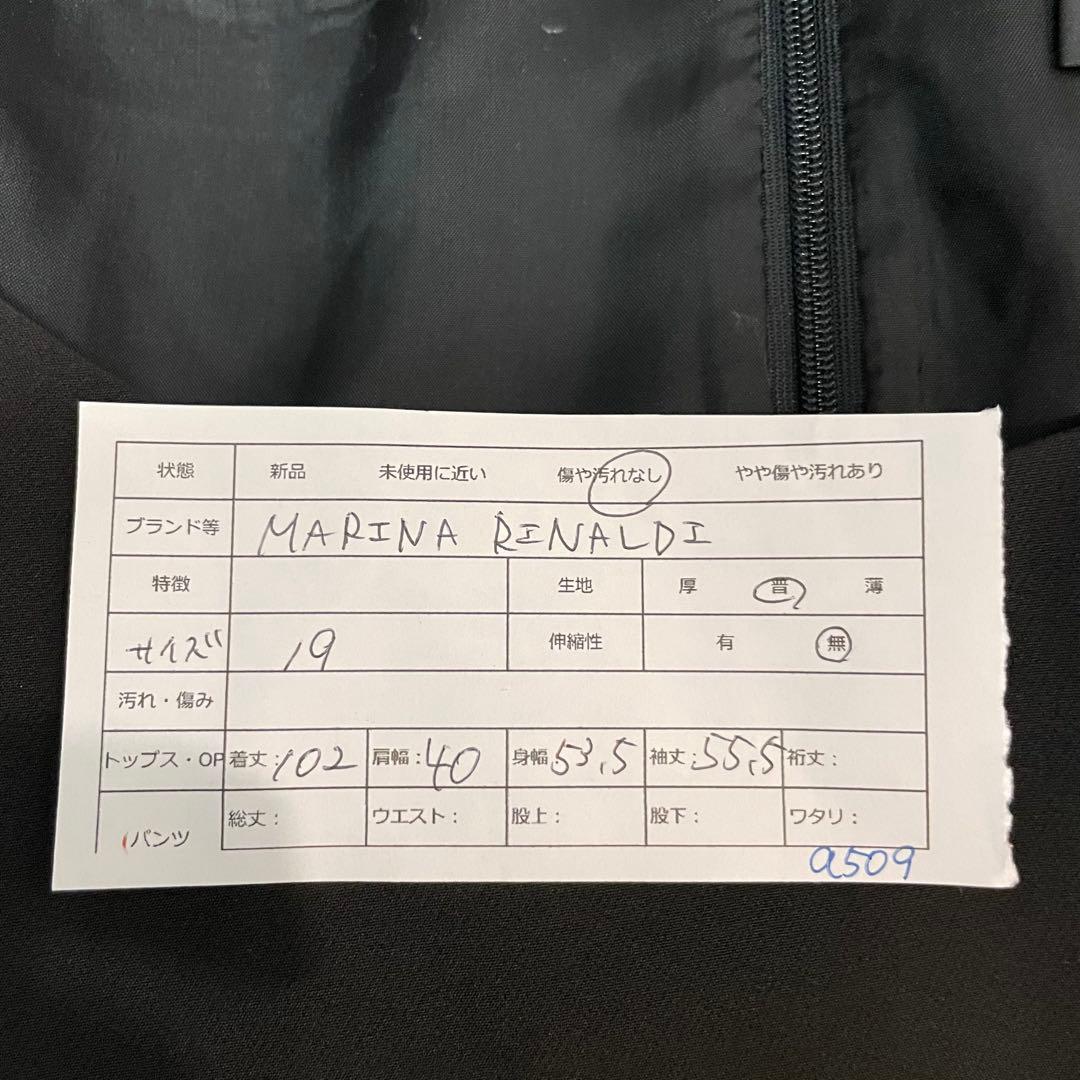 状態 新品 未使用に近い 傷や汚れなし やや傷や汚れあり
ブランド等 MARINA RINALDI
特徴 生地 厚 普 薄
サイズ 19 伸縮性 有 無
汚れ・傷み
トップス・OP 着丈:102 肩幅:40 身幅53.5 袖丈:55.5 裄丈:
パンツ 総丈: ウエスト: 股上: 股下: ワタリ:
a509